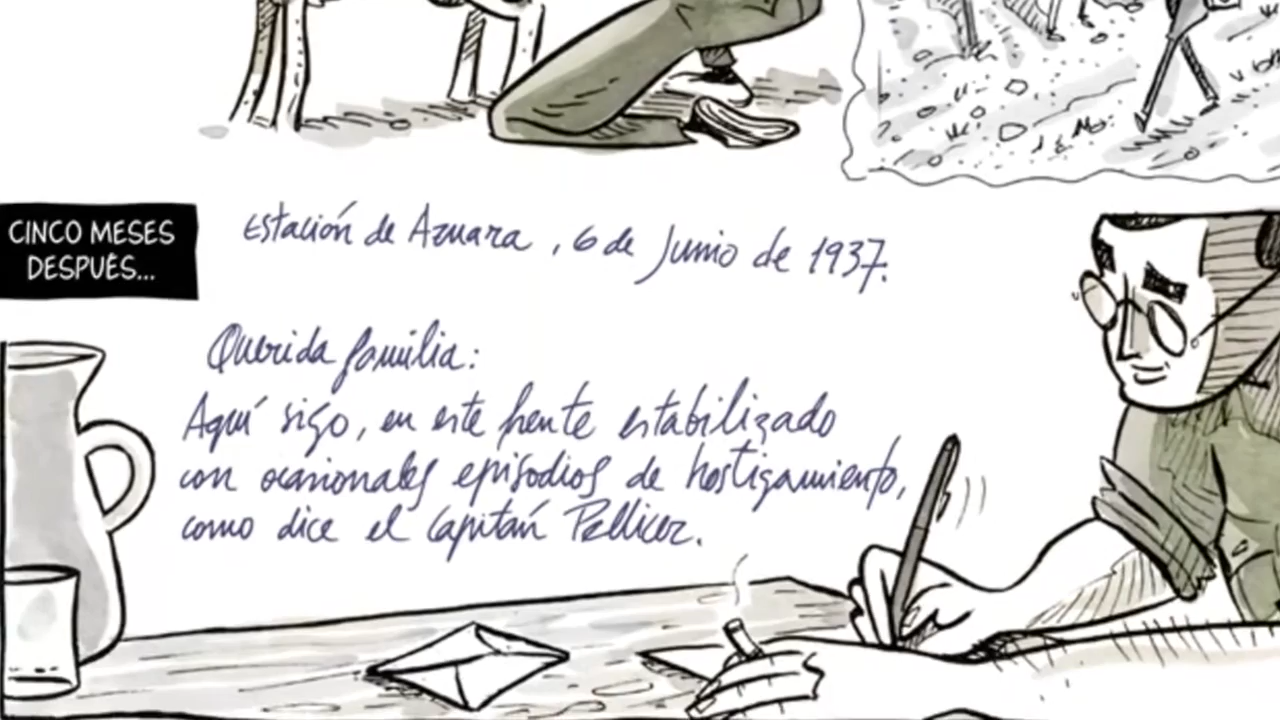 CINCO MESES
DESPUÉS...
Estación de Azuara, 6 de Junio de 1937.
Querida familia:
Aquí sigo, en este frente estabilizado
con ocasionales episodios de hostigamiento,
como dice el Capitán Pellicer.